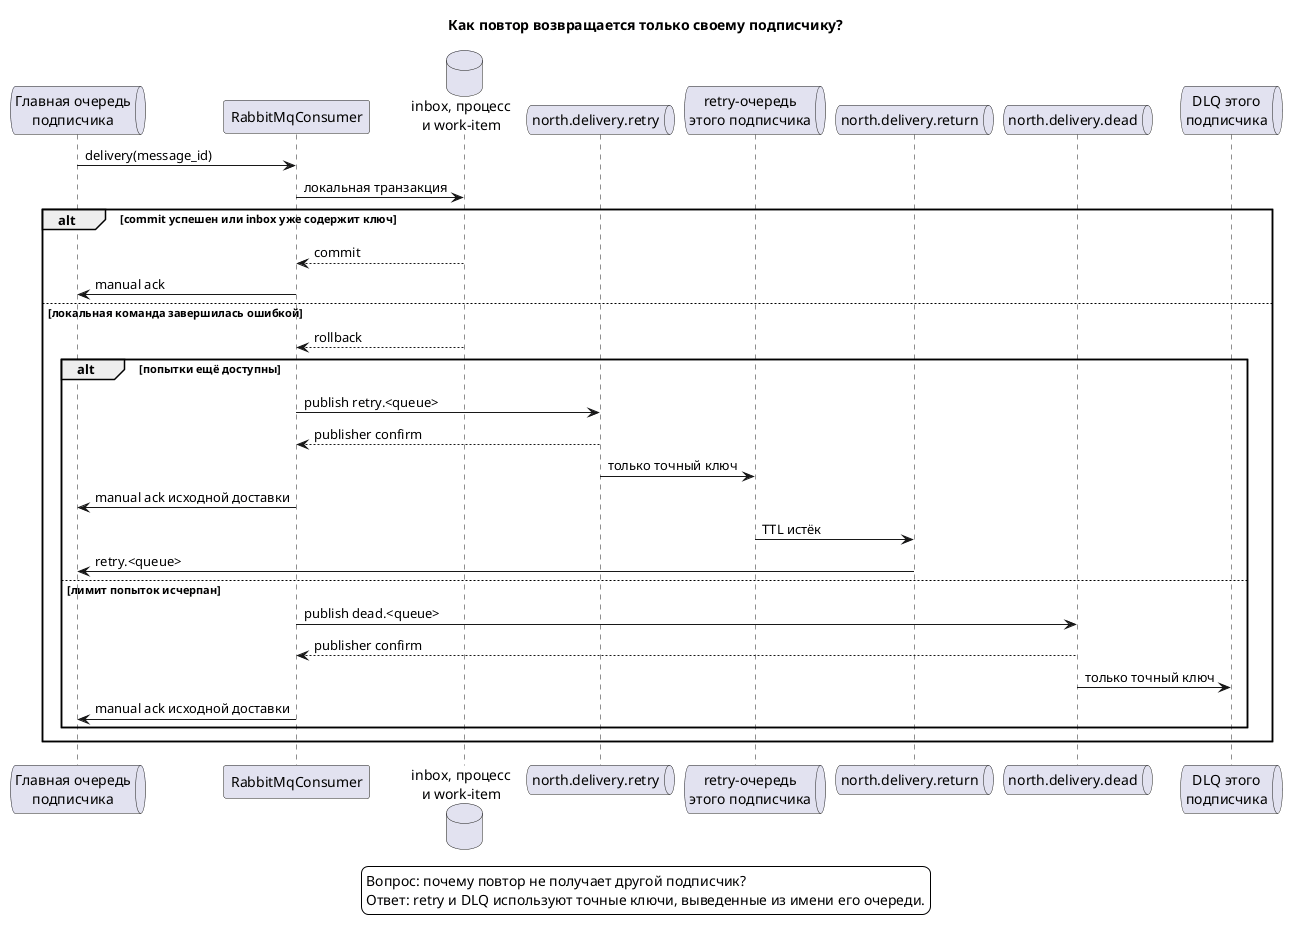 Как повтор возвращается только своему подписчику?
Главная очередь
подписчика
RabbitMqConsumer
inbox, процесс
и work-item
north.delivery.retry
retry-очередь
этого подписчика
north.delivery.return
north.delivery.dead
DLQ этого
подписчика
delivery(message_id)
локальная транзакция
alt [commit успешен или inbox уже содержит ключ]
commit
manual ack
[локальная команда завершилась ошибкой]
rollback
alt [попытки ещё доступны]
publish retry.<queue>
publisher confirm
только точный ключ
manual ack исходной доставки
TTL истёк
retry.<queue>
[лимит попыток исчерпан]
publish dead.<queue>
publisher confirm
только точный ключ
manual ack исходной доставки
Главная очередь
подписчика
RabbitMqConsumer
inbox, процесс
и work-item
north.delivery.retry
retry-очередь
этого подписчика
north.delivery.return
north.delivery.dead
DLQ этого
подписчика
Вопрос: почему повтор не получает другой подписчик?
Ответ: retry и DLQ используют точные ключи, выведенные из имени его очереди.